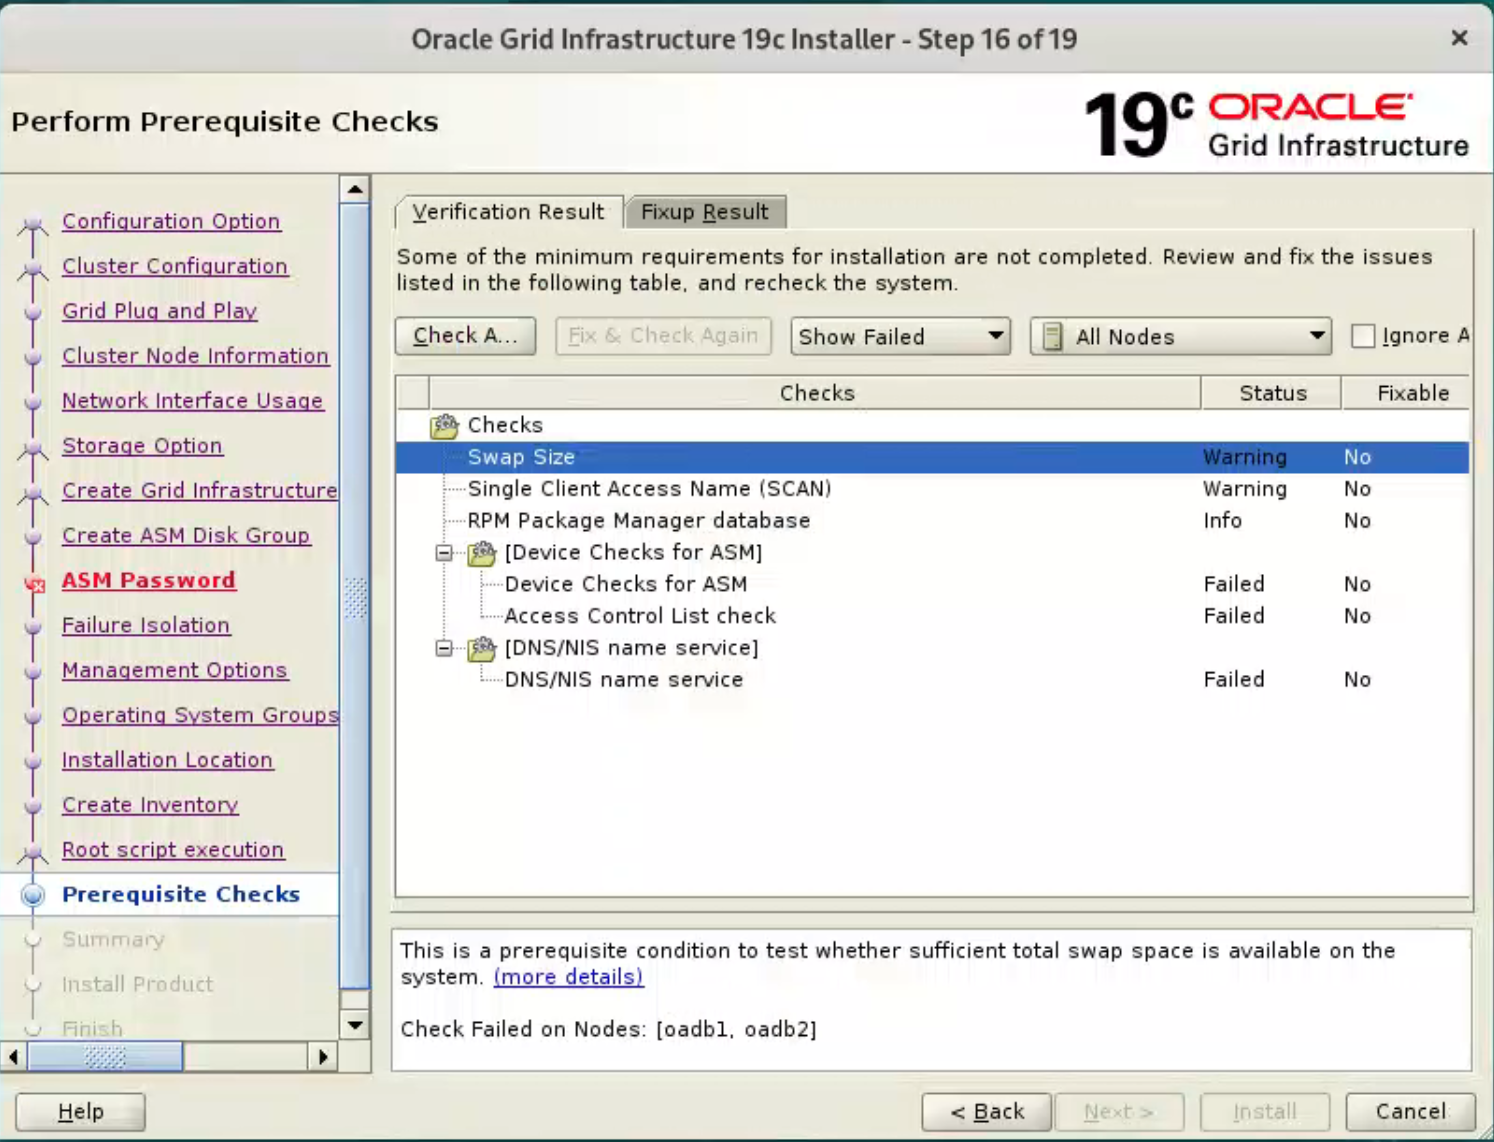 Oracle Grid Infrastructure 19c Installer - Step 16 of 19
Perform Prerequisite Checks
19c ORACLE
Grid Infrastructure
Configuration Option
Cluster Configuration
Grid Plug and Play
Cluster Node Information
Network Interface Usage
Storage Option
Create Grid Infrastructure
Create ASM Disk Group
ASM Password
Failure Isolation
Management Options
Operating System Groups
Installation Location
Create Inventory
Root script execution
Prerequisite Checks
Summary
Install Product
Finish
Verification Result
Fixup Result
Some of the minimum requirements for installation are not completed. Review and fix the issues
listed in the following table, and recheck the system.
Check A...
Fix & Check Again
Show Failed
All Nodes
Ignore A
Checks Status Fixable
Checks
Swap Size Warning No
Single Client Access Name (SCAN) Warning No
RPM Package Manager database Info No
[Device Checks for ASM]
Device Checks for ASM Failed No
Access Control List check Failed No
[DNS/NIS name service]
DNS/NIS name service Failed No
This is a prerequisite condition to test whether sufficient total swap space is available on the
system. (more details)
Check Failed on Nodes: [oadb1, oadb2]
Help
< Back
Next >
Install
Cancel